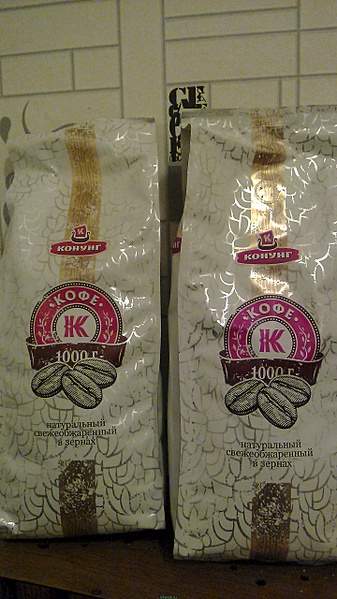 К
КОНУНГ
КОФЕ
Ж
1000 г
натуральный
свежеобжаренный
в зернах
К
КОНУНГ
КОФЕ
Ж
1000 г
натуральный
свежеобжаренный
в зернах